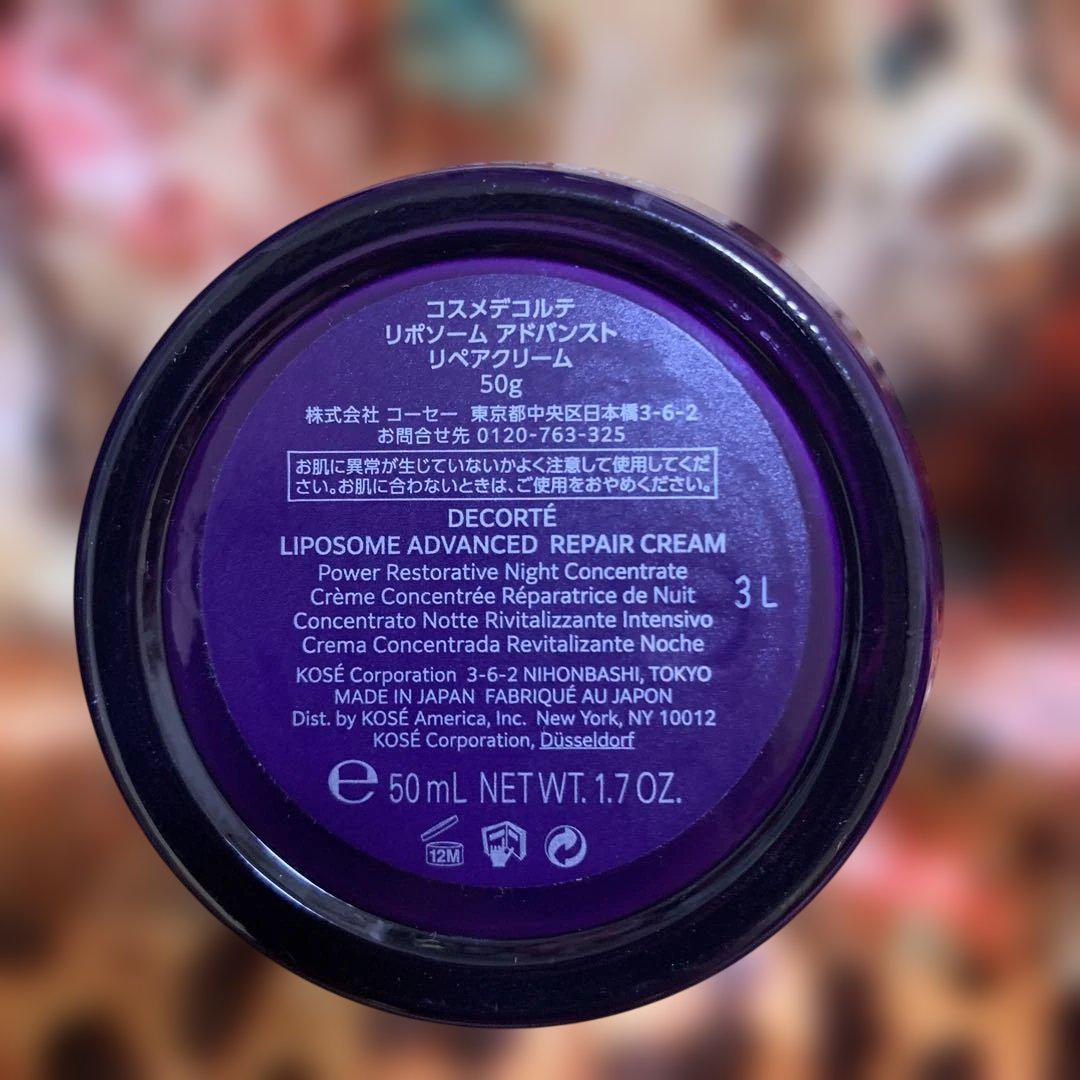 コスメデコルテ
リポソーム アドバンスト
リペアクリーム
50g
株式会社 コーセー 東京都中央区日本橋3-6-2
お問合せ先 0120-763-325
お肌に異常が生じていないかよく注意して使用してくだ
さい。お肌に合わないときは、ご使用をおやめください。
DECORTÉ
LIPOSOME ADVANCED REPAIR CREAM
Power Restorative Night Concentrate
Crème Concentrée Réparatrice de Nuit
3L
Concentrato Notte Rivitalizzante Intensivo
Crema Concentrada Revitalizante Noche
KOSÉ Corporation 3-6-2 NIHONBASHI, TOKYO
MADE IN JAPAN FABRIQUÉ AU JAPON
Dist. by KOSÉ America, Inc. New York, NY 10012
KOSÉ Corporation, Düsseldorf
℮ 50 mL NET WT. 1.7 OZ.
12M